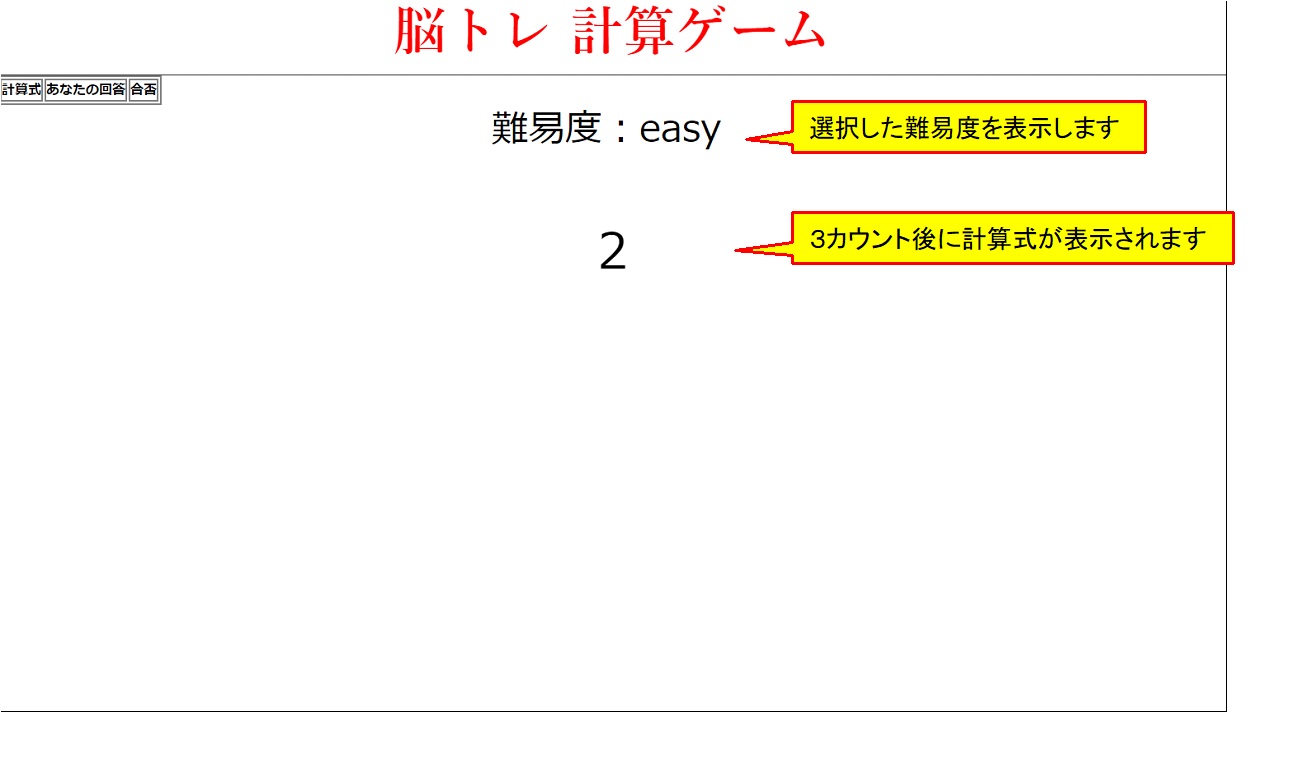 脳トレ 計算ゲーム
計算式 あなたの回答 合否
難易度：easy
選択した難易度を表示します
2
3カウント後に計算式が表示されます